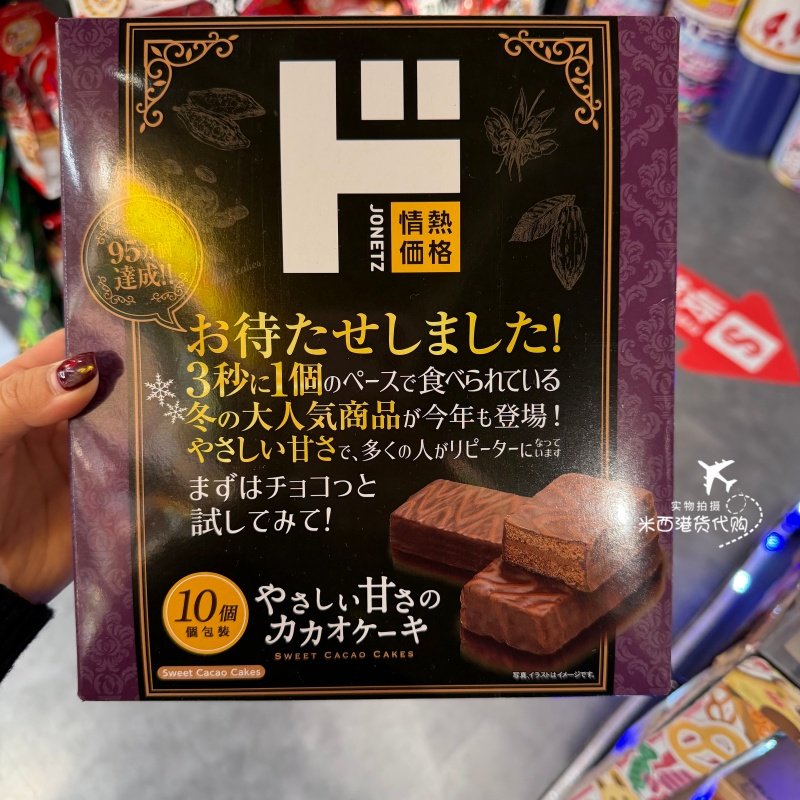 ド
JONETZ
情熱
価格
95万個
達成!!
お待たせしました!
3秒に1個のペースで食べられている
冬の大人気商品が今年も登場!
やさしい甘さで、多くの人がリピーターになっています
まずはチョコっと
試してみて!
10個
個包装
やさしい甘さの
カカオケーキ
SWEET CACAO CAKES
Sweet Cacao Cakes
写真、イラストはイメージです。
实物拍摄
米西港货代购